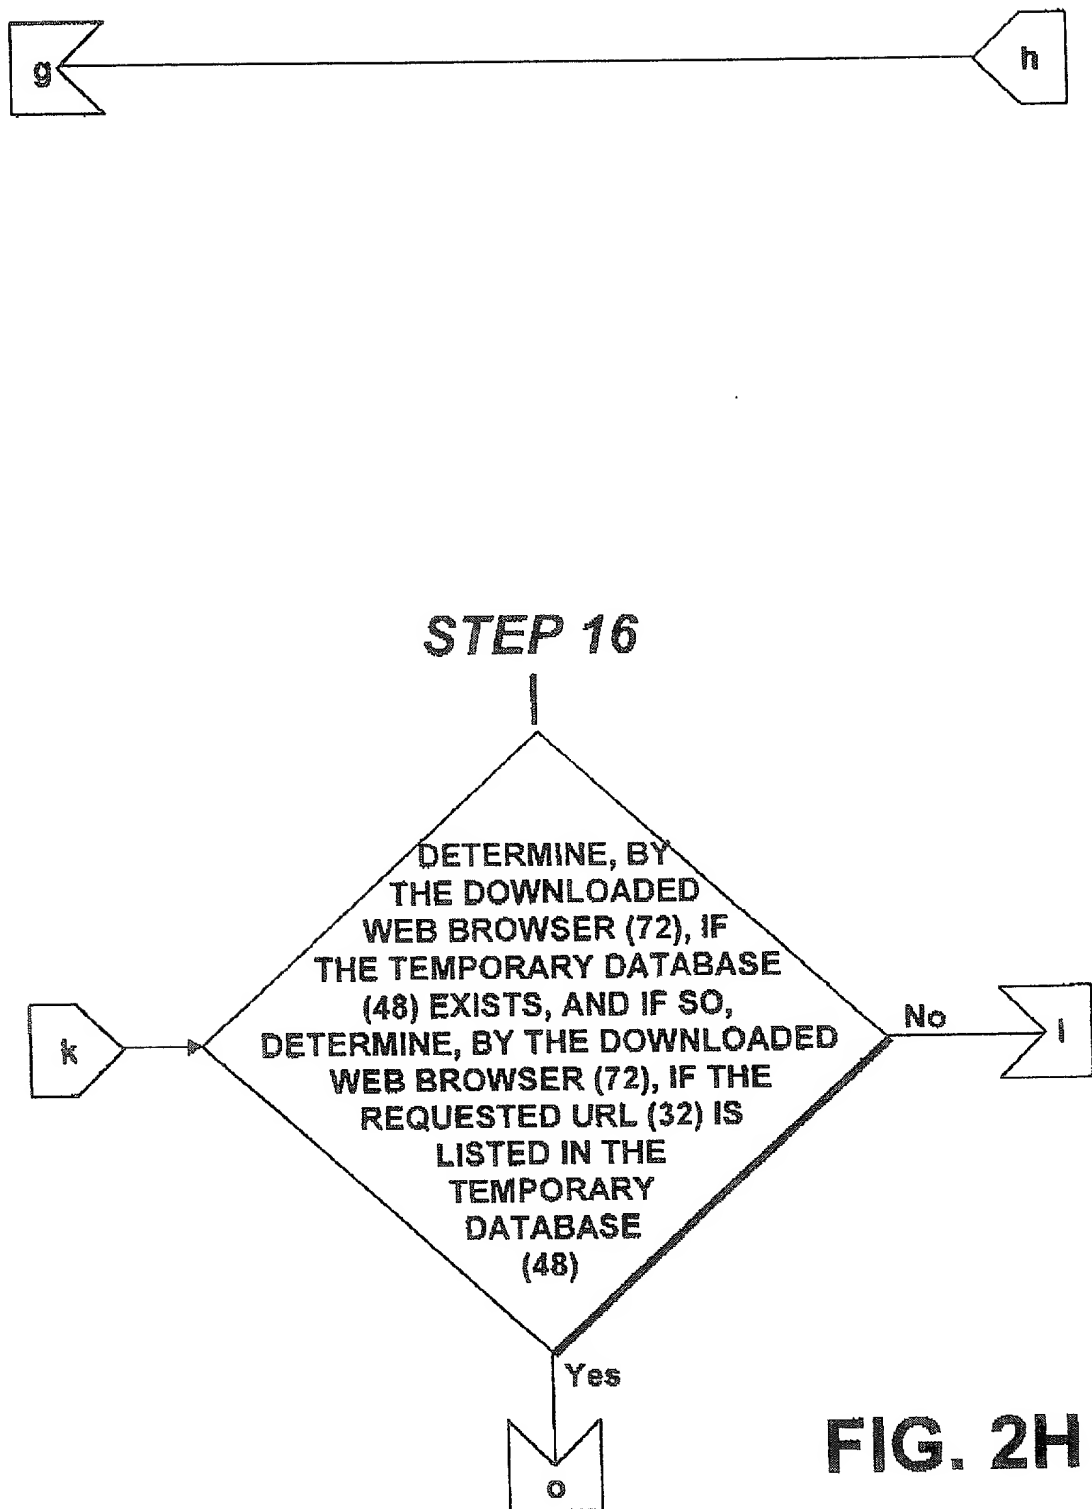 g
h
STEP 16
DETERMINE, BY
THE DOWNLOADED
WEB BROWSER (72), IF
THE TEMPORARY DATABASE
(48) EXISTS, AND IF SO,
DETERMINE, BY THE DOWNLOADED
WEB BROWSER (72), IF THE
REQUESTED URL (32) IS
LISTED IN THE
TEMPORARY
DATABASE
(48)
k
No
l
Yes
o
FIG. 2H